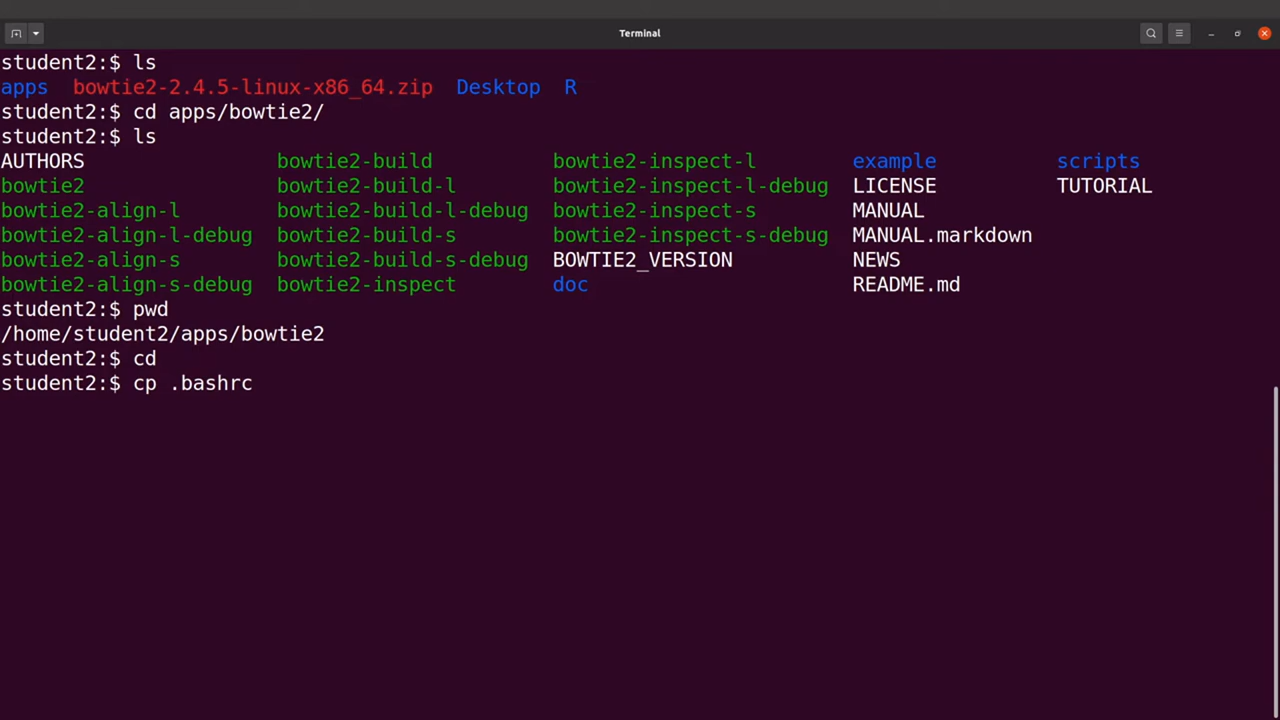 Terminal
student2:$ ls
apps  bowtie2-2.4.5-linux-x86_64.zip  Desktop  R
student2:$ cd apps/bowtie2/
student2:$ ls
AUTHORS                bowtie2-build          bowtie2-inspect-l        example          scripts
bowtie2                bowtie2-build-l        bowtie2-inspect-l-debug  LICENSE          TUTORIAL
bowtie2-align-l        bowtie2-build-l-debug  bowtie2-inspect-s        MANUAL
bowtie2-align-l-debug  bowtie2-build-s        bowtie2-inspect-s-debug  MANUAL.markdown
bowtie2-align-s        bowtie2-build-s-debug  BOWTIE2_VERSION          NEWS
bowtie2-align-s-debug  bowtie2-inspect        doc                      README.md
student2:$ pwd
/home/student2/apps/bowtie2
student2:$ cd
student2:$ cp .bashrc